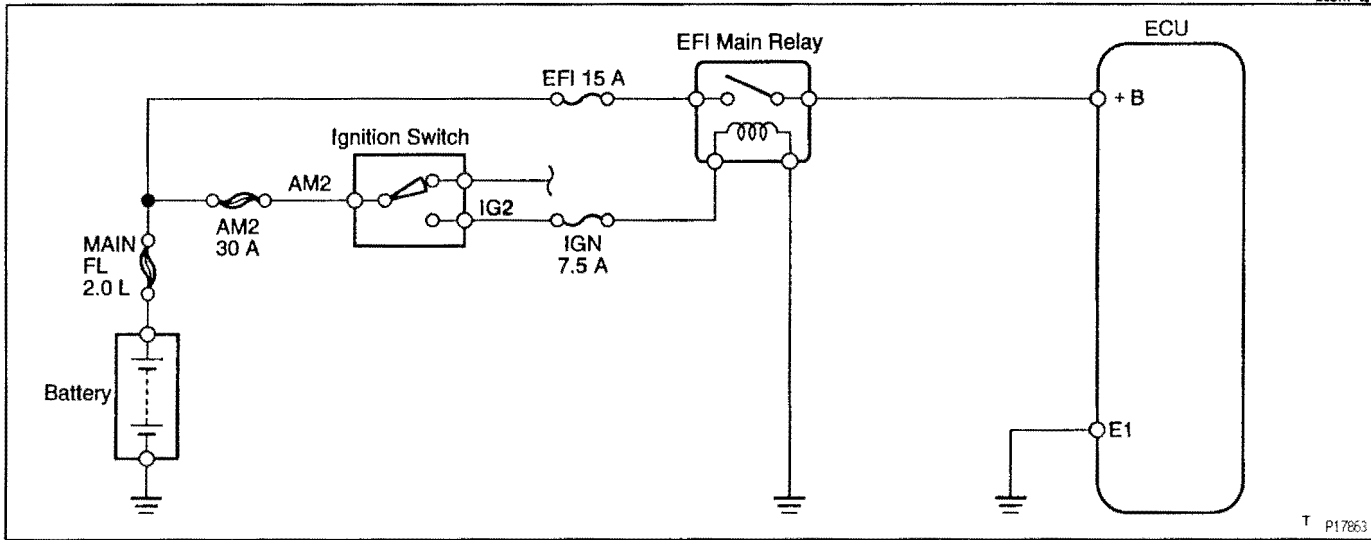 ECU
EFI Main Relay
EFI 15 A
+ B
Ignition Switch
AM2
IG2
AM2
30 A
IGN
7.5 A
MAIN
FL
2.0 L
Battery
E1
T P17863